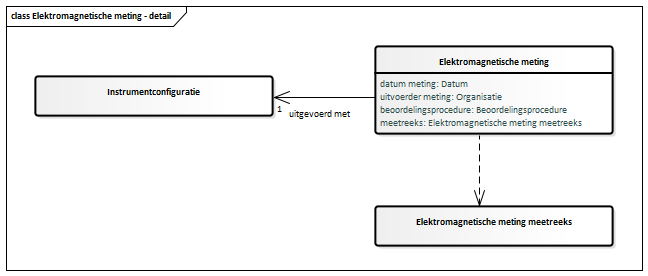 class Elektromagnetische meting - detail
Elektromagnetische meting
datum meting: Datum
uitvoerder meting: Organisatie
beoordelingsprocedure: Beoordelingsprocedure
meetreeks: Elektromagnetische meting meetreeks
Instrumentconfiguratie
1
uitgevoerd met
Elektromagnetische meting meetreeks